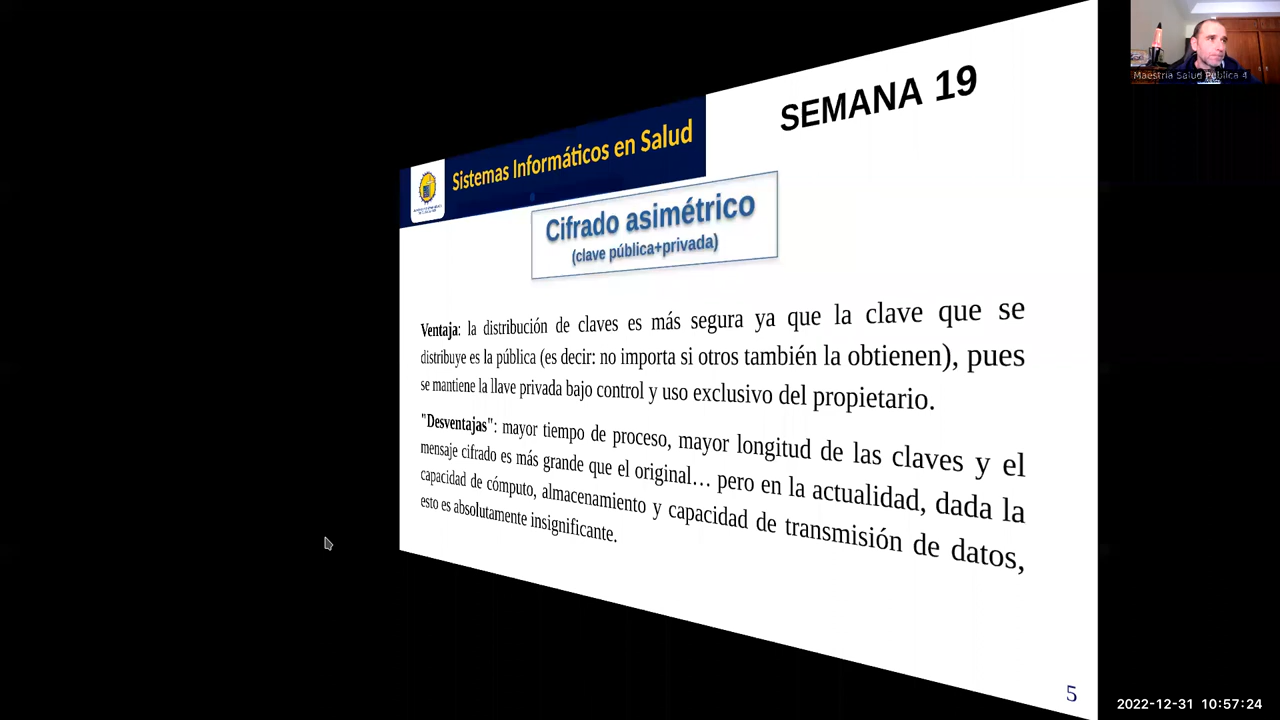 SEMANA 19
Sistemas Informáticos en Salud
Cifrado asimétrico
(clave pública+privada)
Ventaja: la distribución de claves es más segura ya que la clave que se
distribuye es la pública (es decir: no importa si otros también la obtienen), pues
se mantiene la llave privada bajo control y uso exclusivo del propietario.
"Desventajas": mayor tiempo de proceso, mayor longitud de las claves y el
mensaje cifrado es más grande que el original… pero en la actualidad, dada la
capacidad de cómputo, almacenamiento y capacidad de transmisión de datos,
esto es absolutamente insignificante.
5
Maestría Salud Pública 4
2022-12-31 10:57:24